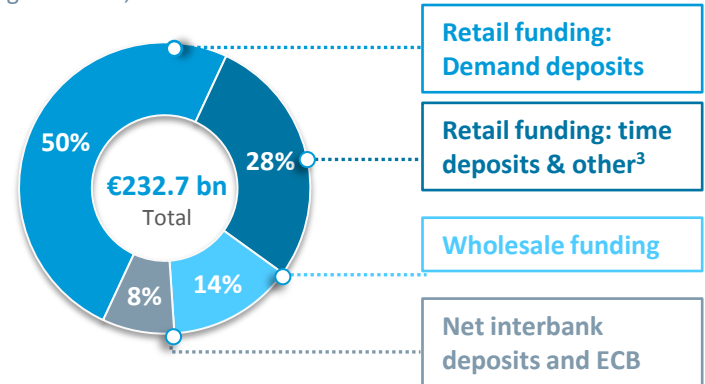 Retail funding:
Demand deposits
50%
28%
Retail funding: time
deposits & other³
€232.7 bn
Total
Wholesale funding
14%
8%
Net interbank
deposits and ECB